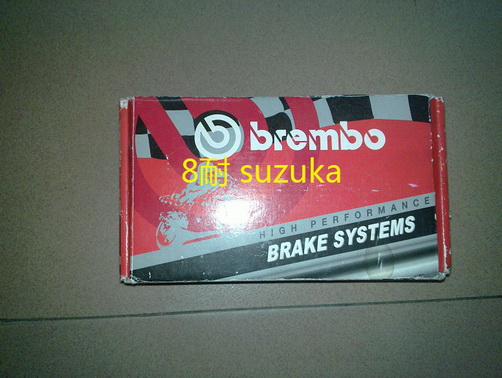 brembo
8耐 suzuka
HIGH PERFORMANCE
BRAKE SYSTEMS